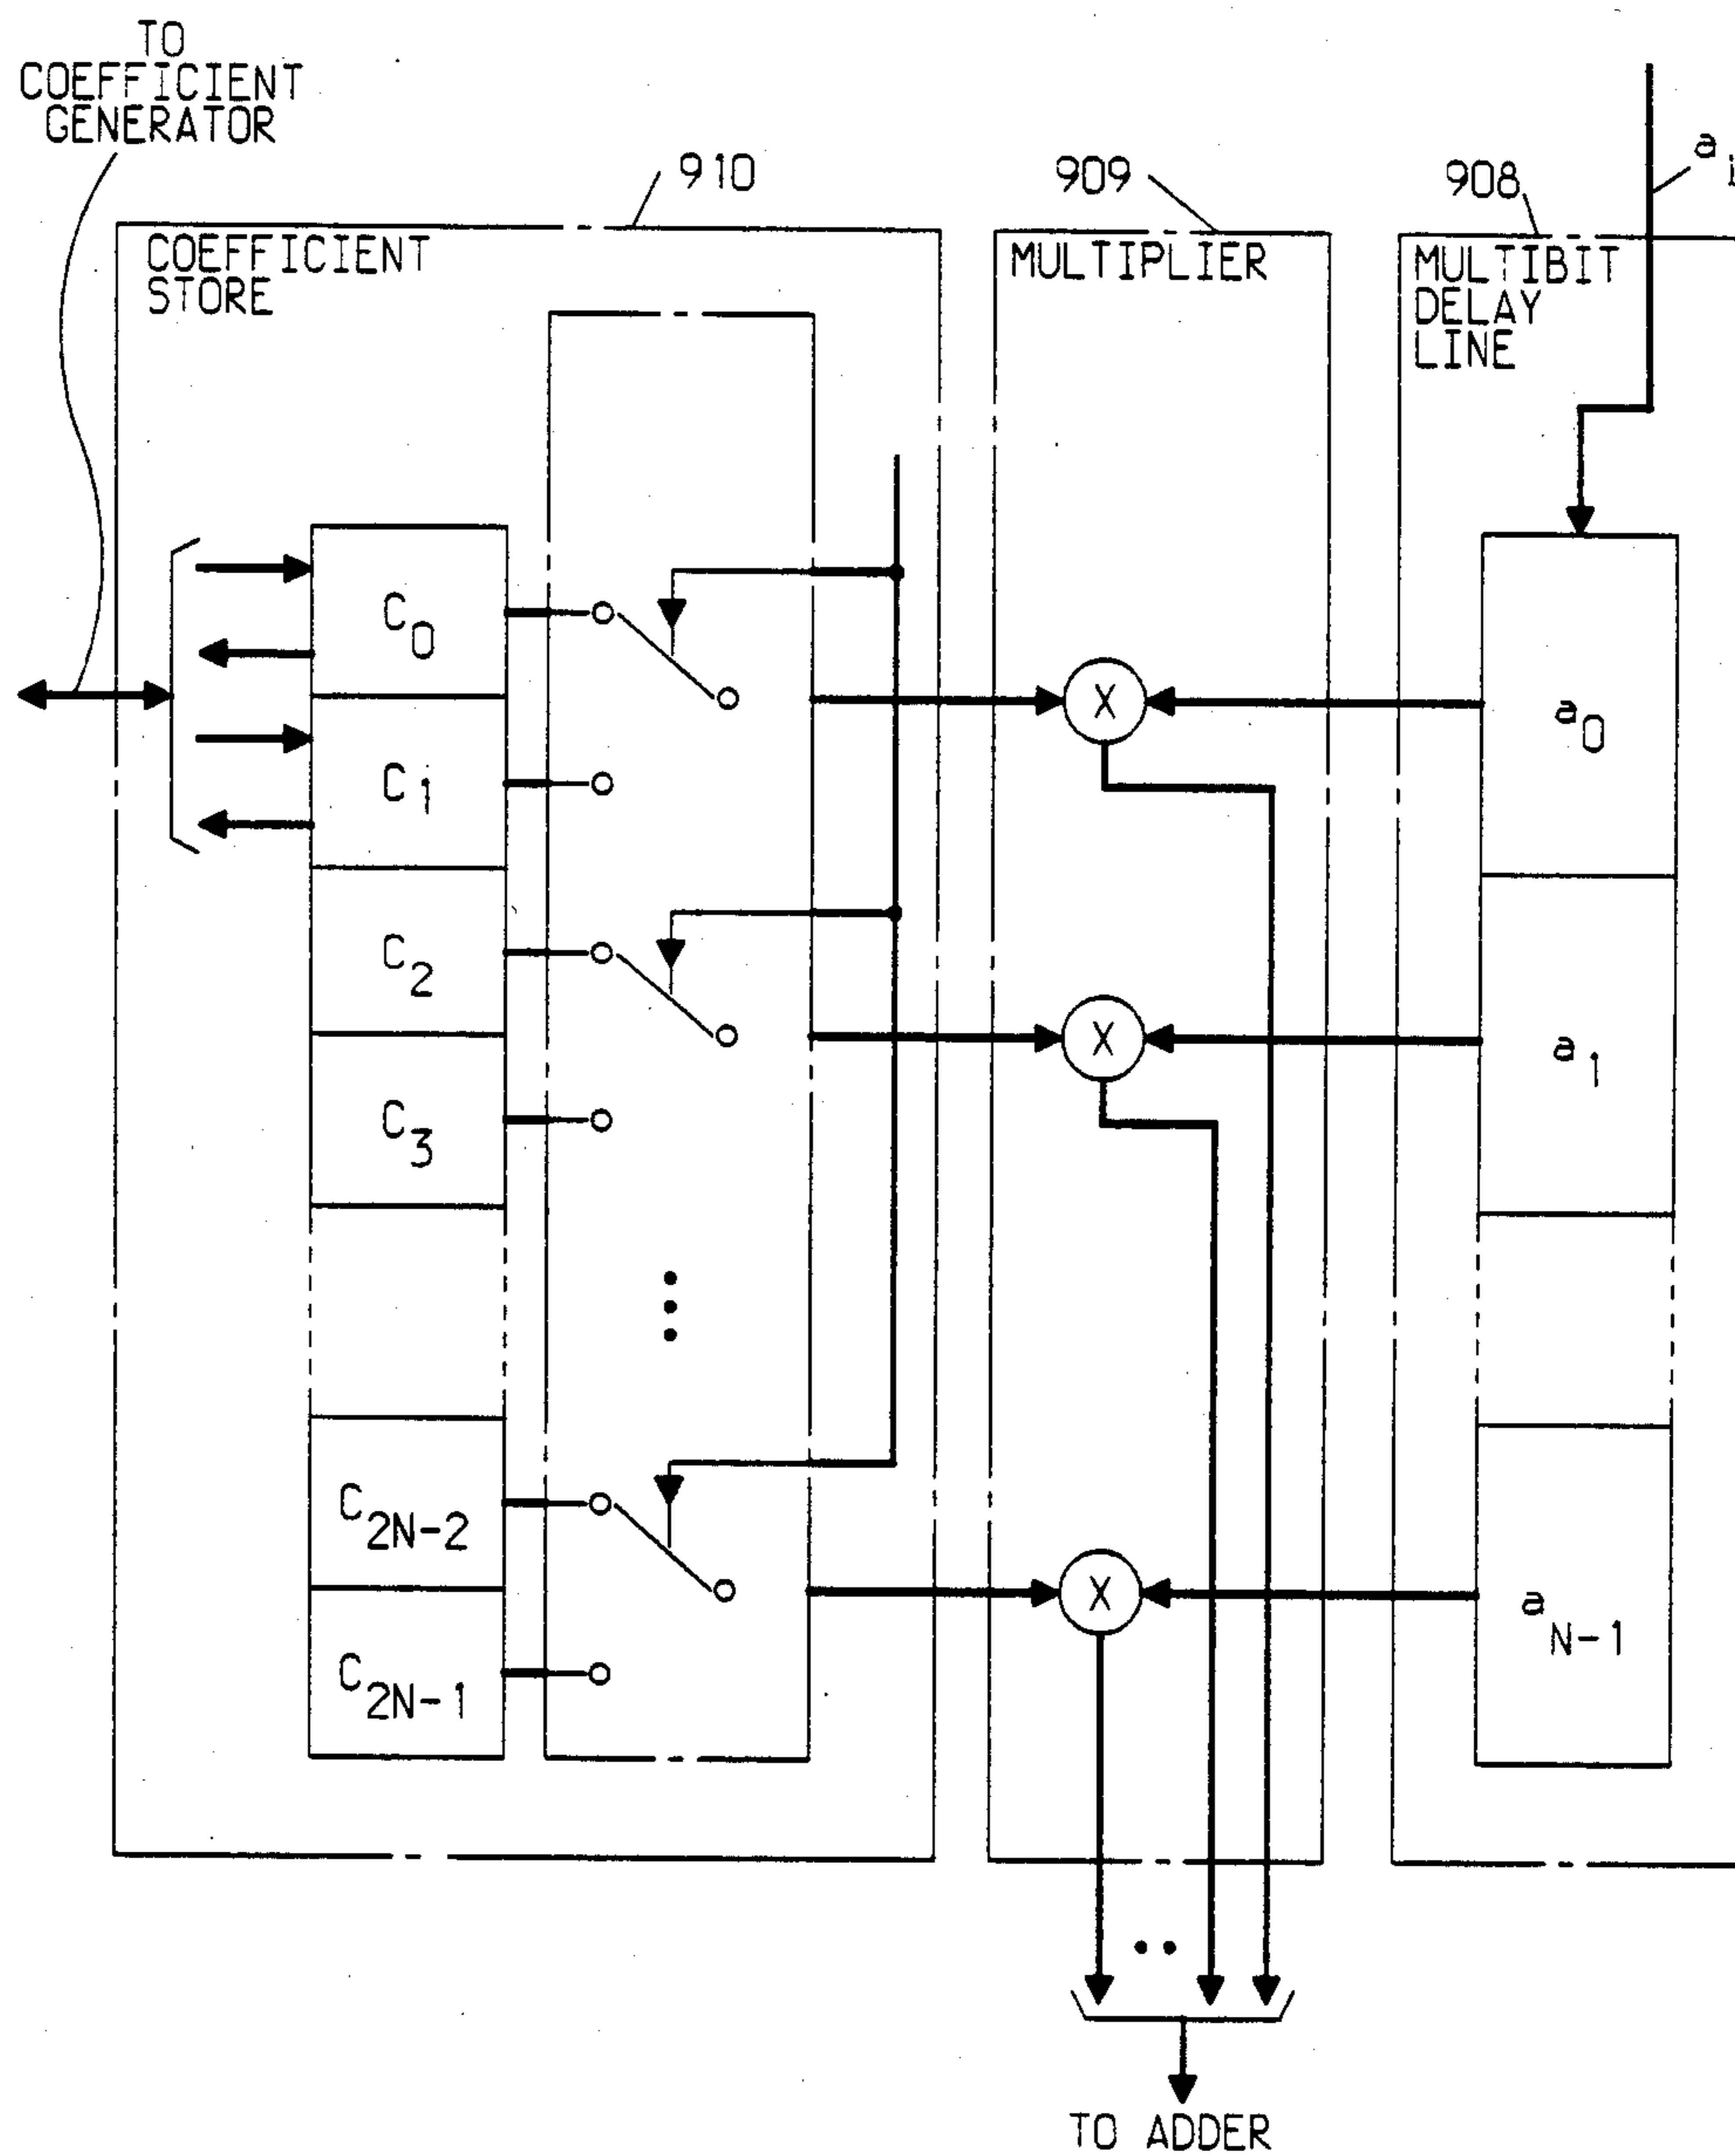 TO
COEFFICIENT
GENERATOR
910
909
908
a i
COEFFICIENT
STORE
MULTIPLIER
MULTIBIT
DELAY
LINE
C0
C1
C2
C3
C2N-2
C2N-1
X
X
X
a0
a1
aN-1
TO ADDER